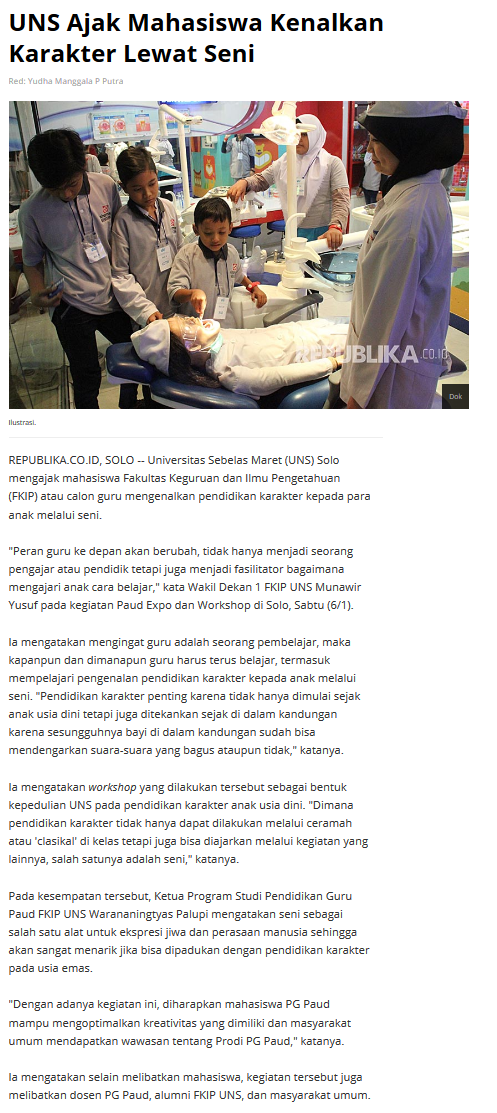 UNS Ajak Mahasiswa Kenalkan
Karakter Lewat Seni
Red: Yudha Manggala P Putra
REPUBLIKA.CO.ID
Dok
Ilustrasi.
REPUBLIKA.CO.ID, SOLO -- Universitas Sebelas Maret (UNS) Solo
mengajak mahasiswa Fakultas Keguruan dan Ilmu Pengetahuan
(FKIP) atau calon guru mengenalkan pendidikan karakter kepada para
anak melalui seni.
"Peran guru ke depan akan berubah, tidak hanya menjadi seorang
pengajar atau pendidik tetapi juga menjadi fasilitator bagaimana
mengajari anak cara belajar," kata Wakil Dekan 1 FKIP UNS Munawir
Yusuf pada kegiatan Paud Expo dan Workshop di Solo, Sabtu (6/1).
Ia mengatakan mengingat guru adalah seorang pembelajar, maka
kapanpun dan dimanapun guru harus terus belajar, termasuk
mempelajari pengenalan pendidikan karakter kepada anak melalui
seni. "Pendidikan karakter penting karena tidak hanya dimulai sejak
anak usia dini tetapi juga ditekankan sejak di dalam kandungan
karena sesungguhnya bayi di dalam kandungan sudah bisa
mendengarkan suara-suara yang bagus ataupun tidak," katanya.
Ia mengatakan workshop yang dilakukan tersebut sebagai bentuk
kepedulian UNS pada pendidikan karakter anak usia dini. "Dimana
pendidikan karakter tidak hanya dapat dilakukan melalui ceramah
atau 'clasikal' di kelas tetapi juga bisa diajarkan melalui kegiatan yang
lainnya, salah satunya adalah seni," katanya.
Pada kesempatan tersebut, Ketua Program Studi Pendidikan Guru
Paud FKIP UNS Warananingtyas Palupi mengatakan seni sebagai
salah satu alat untuk ekspresi jiwa dan perasaan manusia sehingga
akan sangat menarik jika bisa dipadukan dengan pendidikan karakter
pada usia emas.
"Dengan adanya kegiatan ini, diharapkan mahasiswa PG Paud
mampu mengoptimalkan kreativitas yang dimiliki dan masyarakat
umum mendapatkan wawasan tentang Prodi PG Paud," katanya.
Ia mengatakan selain melibatkan mahasiswa, kegiatan tersebut juga
melibatkan dosen PG Paud, alumni FKIP UNS, dan masyarakat umum.